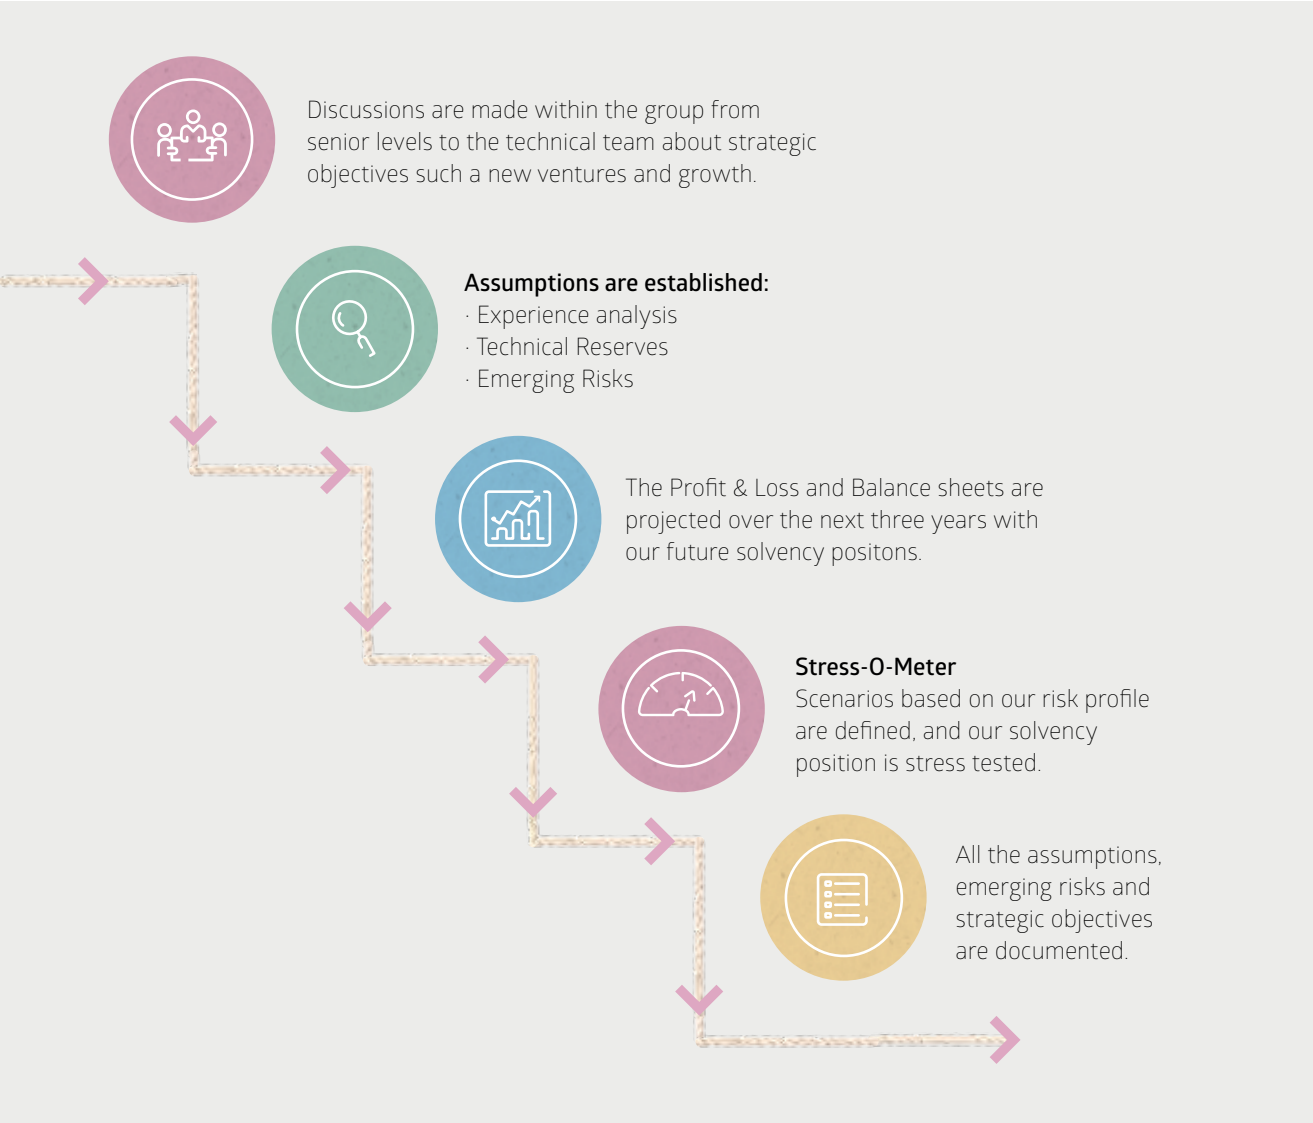 Discussions are made within the group from
senior levels to the technical team about strategic
objectives such a new ventures and growth.
Assumptions are established:
· Experience analysis
· Technical Reserves
· Emerging Risks
The Profit & Loss and Balance sheets are
projected over the next three years with
our future solvency positons.
Stress-O-Meter
Scenarios based on our risk profile
are defined, and our solvency
position is stress tested.
All the assumptions,
emerging risks and
strategic objectives
are documented.